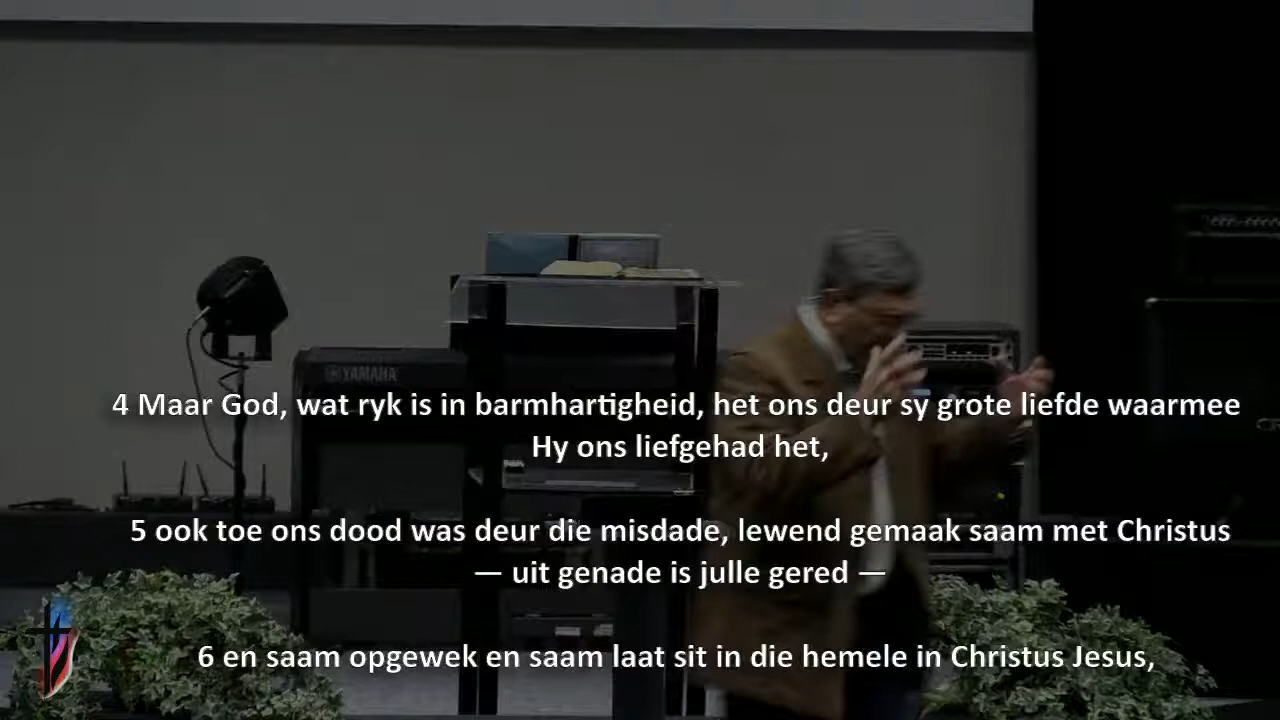 YAMAHA
4 Maar God, wat ryk is in barmhartigheid, het ons deur sy grote liefde waarmee
Hy ons liefgehad het,
5 ook toe ons dood was deur die misdade, lewend gemaak saam met Christus
— uit genade is julle gered —
6 en saam opgewek en saam laat sit in die hemele in Christus Jesus,